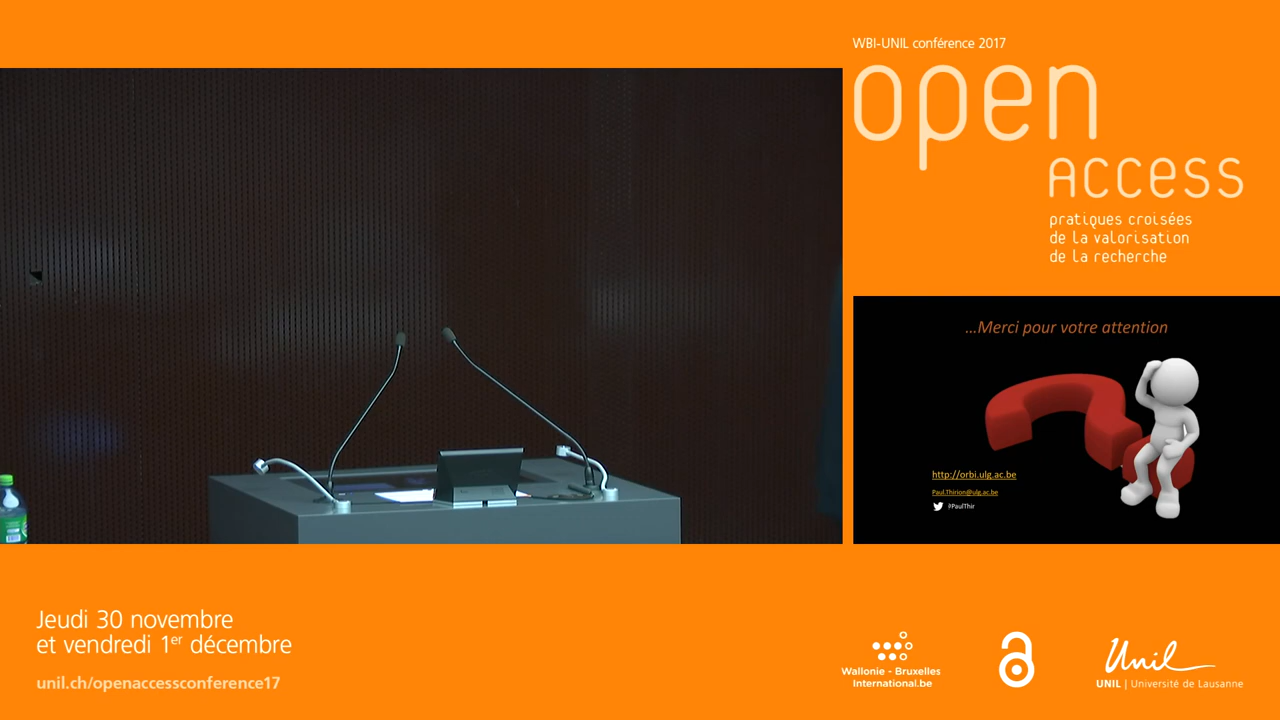 WBI-UNIL conférence 2017
open
access
pratiques croisées
de la valorisation
de la recherche
...Merci pour votre attention
http://orbi.ulg.ac.be
Paul.Thirion@ulg.ac.be
@PaulThir
Jeudi 30 novembre
et vendredi 1er décembre
unil.ch/openaccessconference17
Wallonie - Bruxelles
International.be
Unil
UNIL | Université de Lausanne